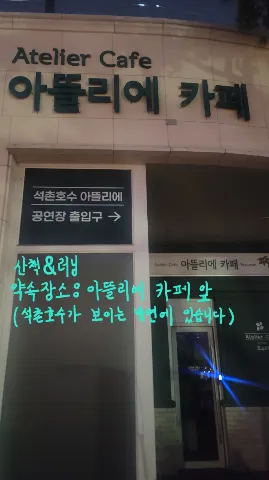 Atelier Cafe
아뜰리에 카페
석촌호수 아뜰리에
공연장 출입구 →
아뜰리에 카페
산책&러닝
약속장소 : 아뜰리에 카페 앞
(석촌호수가 보이는 쪽 있습니다)
Atelier